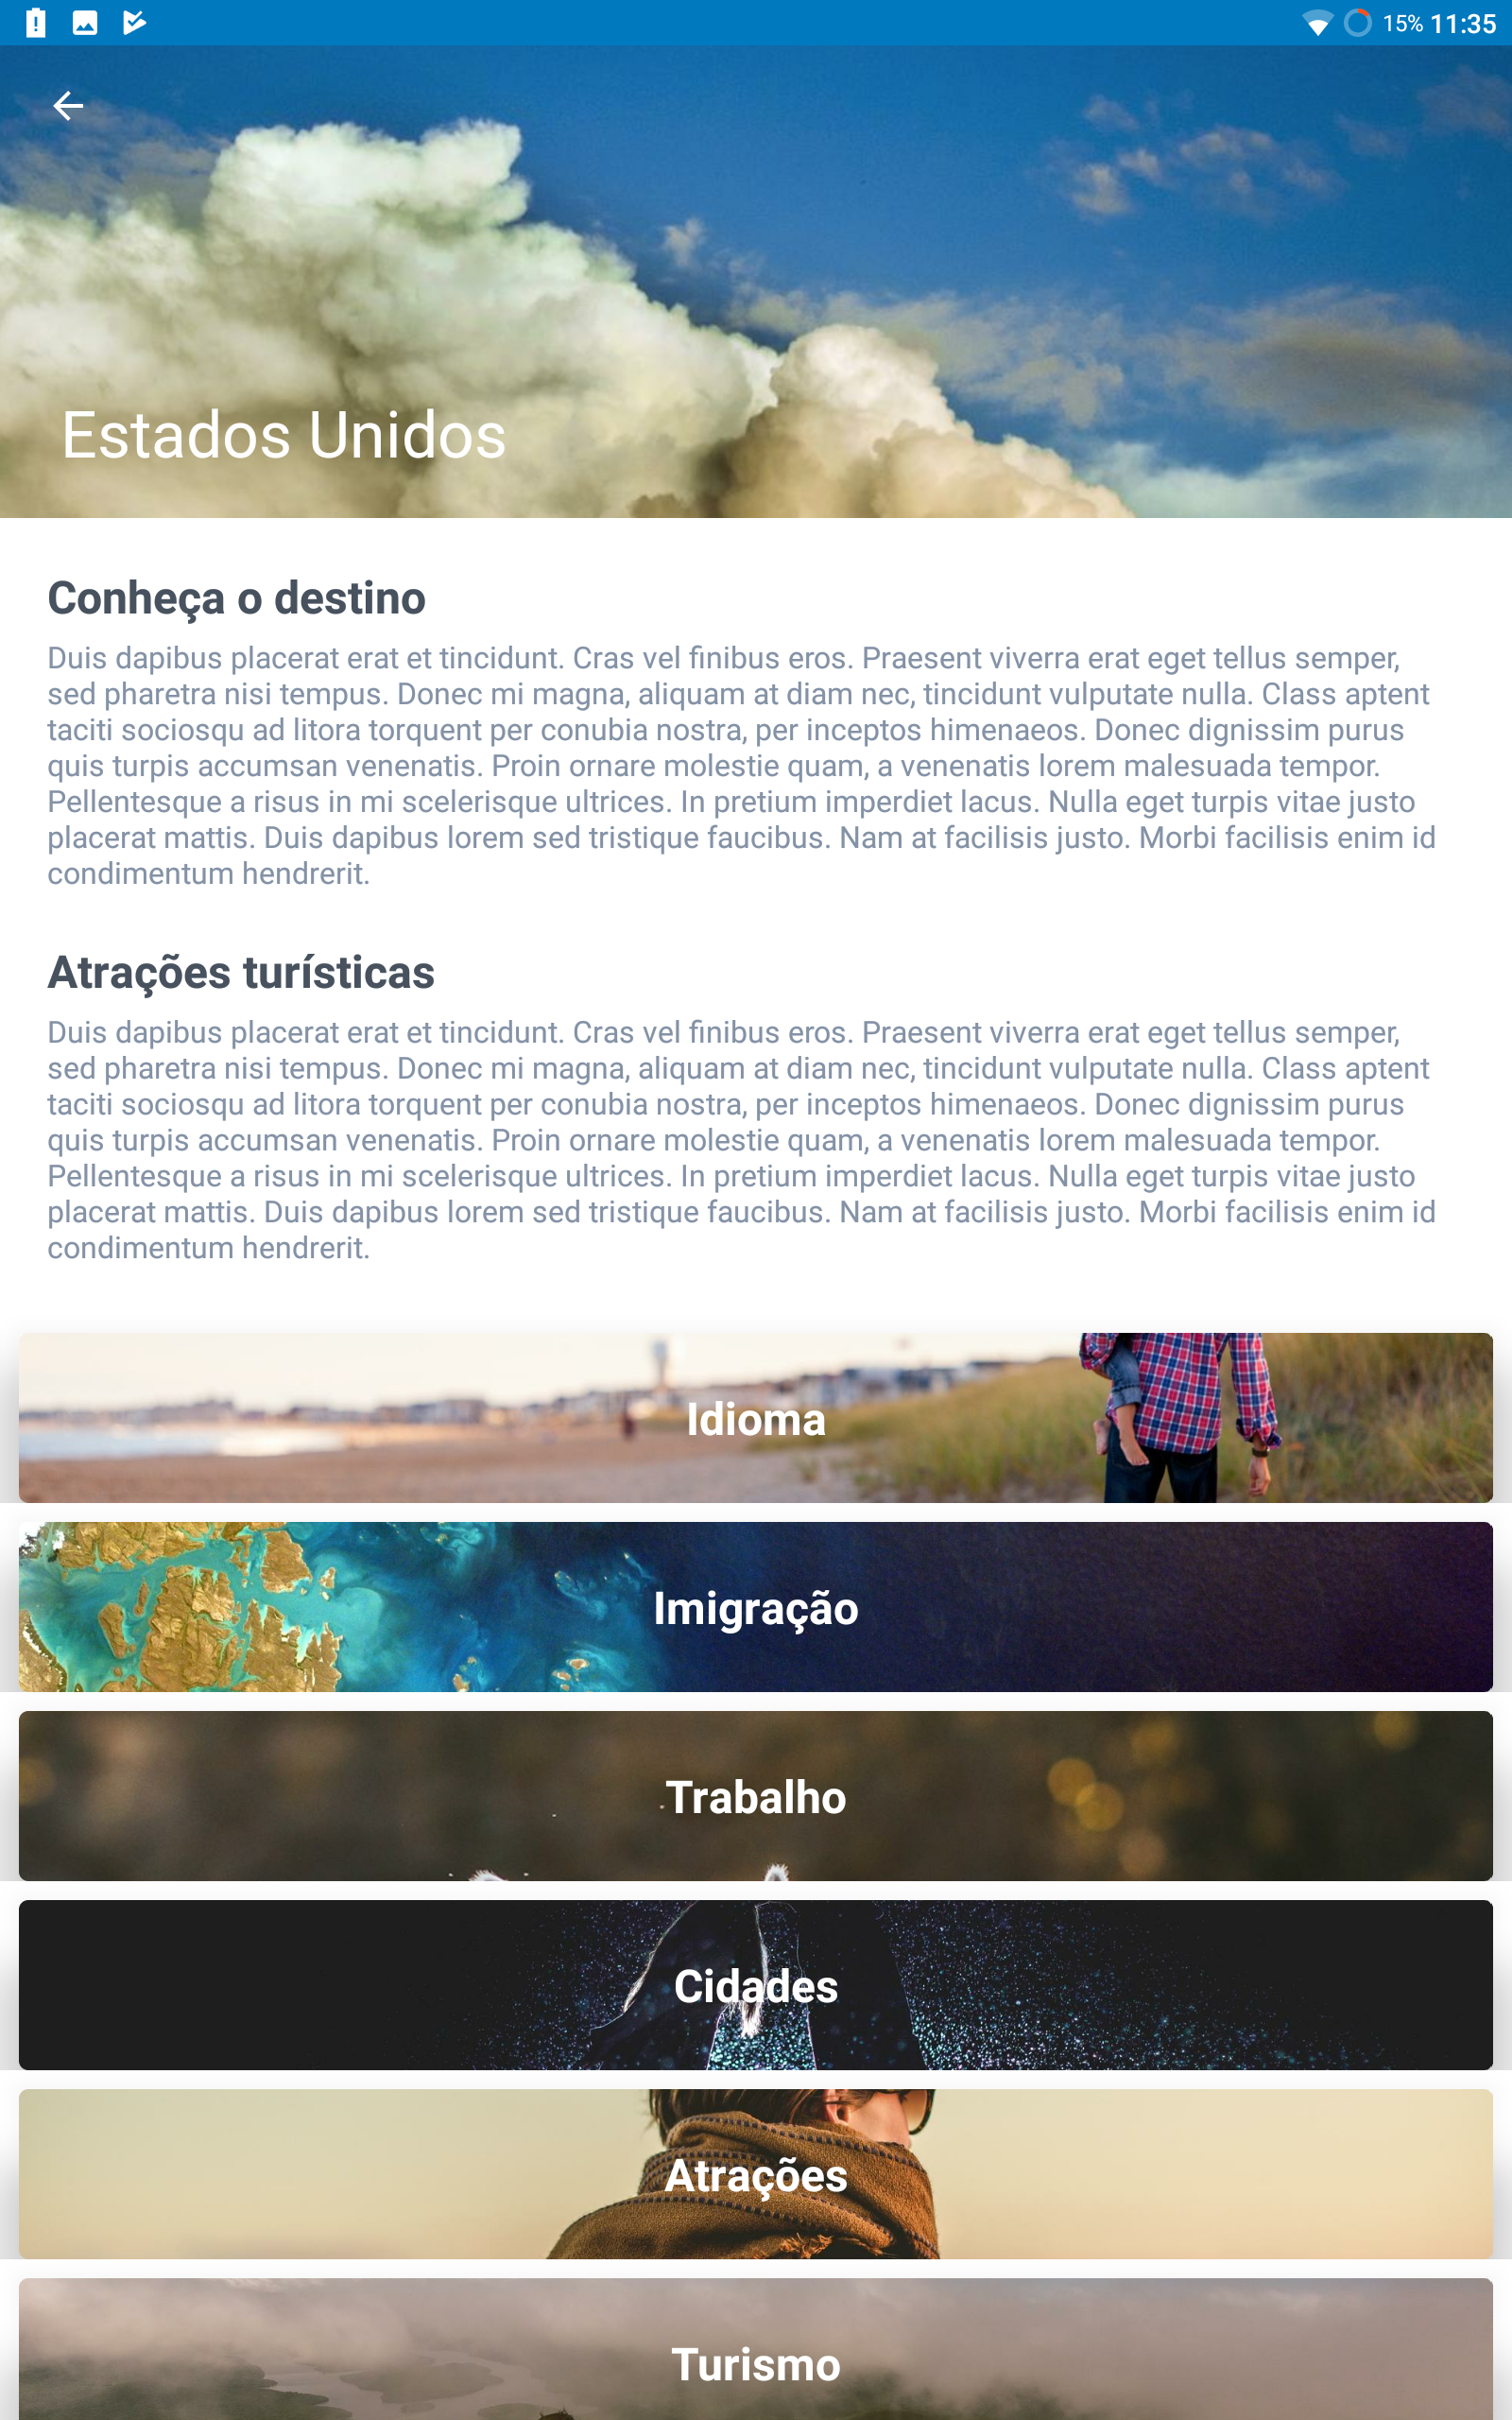 15% 11:35
Estados Unidos
Conheça o destino
Duis dapibus placerat erat et tincidunt. Cras vel finibus eros. Praesent viverra erat eget tellus semper,
sed pharetra nisi tempus. Donec mi magna, aliquam at diam nec, tincidunt vulputate nulla. Class aptent
taciti sociosqu ad litora torquent per conubia nostra, per inceptos himenaeos. Donec dignissim purus
quis turpis accumsan venenatis. Proin ornare molestie quam, a venenatis lorem malesuada tempor.
Pellentesque a risus in mi scelerisque ultrices. In pretium imperdiet lacus. Nulla eget turpis vitae justo
placerat mattis. Duis dapibus lorem sed tristique faucibus. Nam at facilisis justo. Morbi facilisis enim id
condimentum hendrerit.
Atrações turísticas
Duis dapibus placerat erat et tincidunt. Cras vel finibus eros. Praesent viverra erat eget tellus semper,
sed pharetra nisi tempus. Donec mi magna, aliquam at diam nec, tincidunt vulputate nulla. Class aptent
taciti sociosqu ad litora torquent per conubia nostra, per inceptos himenaeos. Donec dignissim purus
quis turpis accumsan venenatis. Proin ornare molestie quam, a venenatis lorem malesuada tempor.
Pellentesque a risus in mi scelerisque ultrices. In pretium imperdiet lacus. Nulla eget turpis vitae justo
placerat mattis. Duis dapibus lorem sed tristique faucibus. Nam at facilisis justo. Morbi facilisis enim id
condimentum hendrerit.
Idioma
Imigração
Trabalho
Cidades
Atrações
Turismo